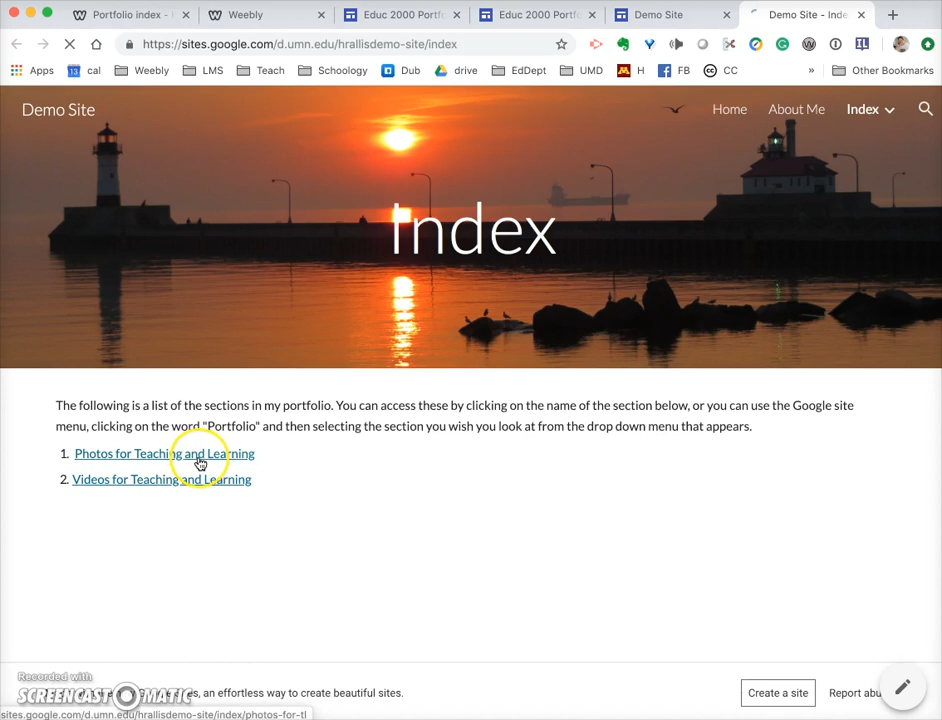 Portfolio index - 
Weebly
Educ 2000 Portf
Educ 2000 Portf
Demo Site
Demo Site - Inde
https://sites.google.com/d.umn.edu/hrallisdemo-site/index
Apps
cal
Weebly
LMS
Teach
Schoology
Dub
drive
EdDept
UMD
H
FB
CC
»
Other Bookmarks
Demo Site
Home
About Me
Index
Index
The following is a list of the sections in my portfolio. You can access these by clicking on the name of the section below, or you can use the Google site
menu, clicking on the word "Portfolio" and then selecting the section you wish you look at from the drop down menu that appears.
1. Photos for Teaching and Learning
2. Videos for Teaching and Learning
Recorded with
SCREENCAST-O-MATIC
Sites, an effortless way to create beautiful sites.
Create a site
Report abu
sites.google.com/d.umn.edu/hrallisdemo-site/index/photos-for-tl